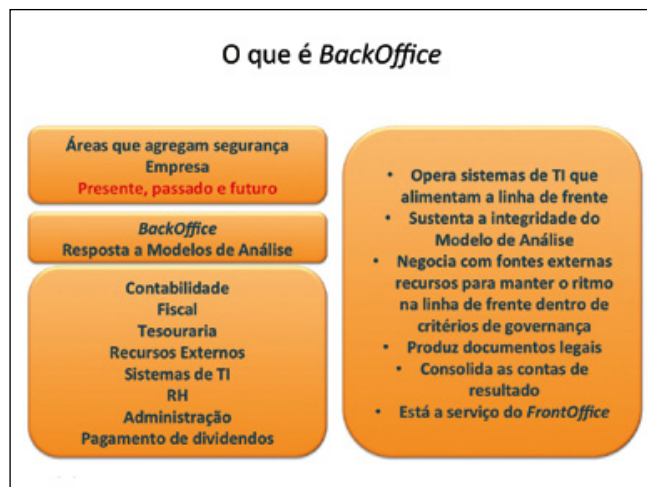 O que é BackOffice
Áreas que agregam segurança
Empresa
Presente, passado e futuro
BackOffice
Resposta a Modelos de Análise
Contabilidade
Fiscal
Tesouraria
Recursos Externos
Sistemas de TI
RH
Administração
Pagamento de dividendos
• Opera sistemas de TI que
alimentam a linha de frente
• Sustenta a integridade do
Modelo de Análise
• Negocia com fontes externas
recursos para manter o ritmo
na linha de frente dentro de
critérios de governança
• Produz documentos legais
• Consolida as contas de
resultado
• Está a serviço do FrontOffice